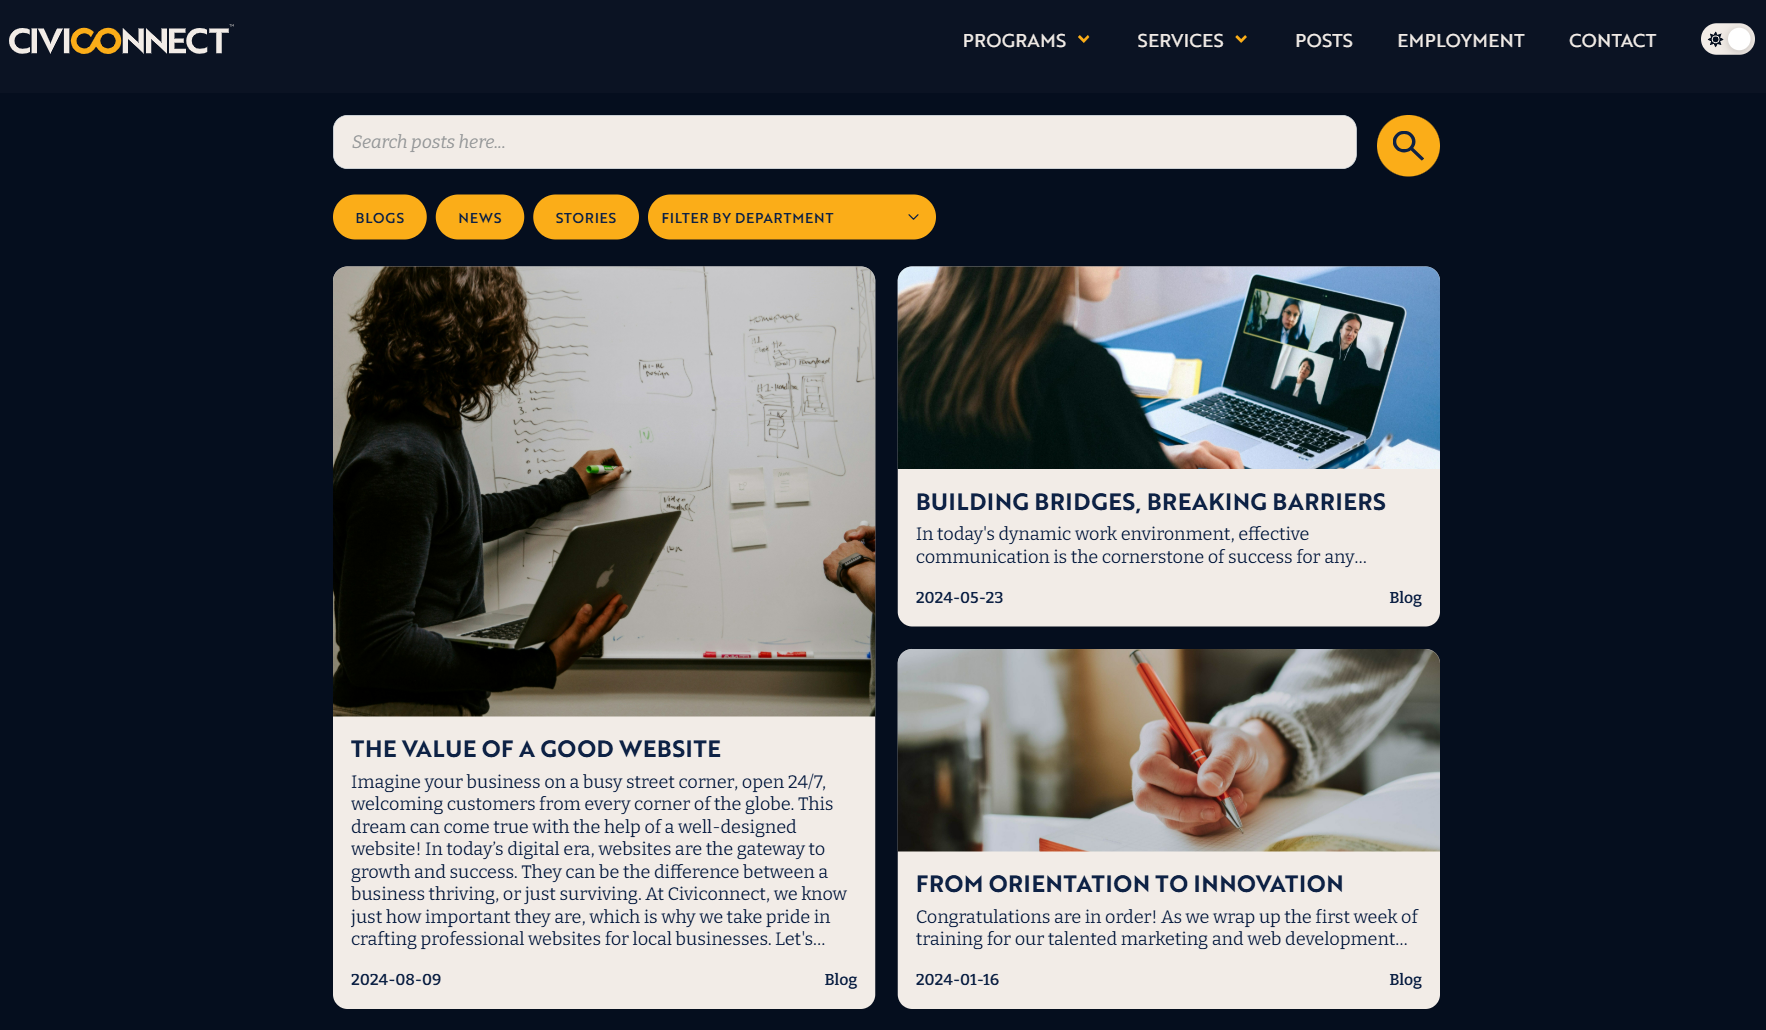 CIVICONNECT™
PROGRAMS
SERVICES
POSTS
EMPLOYMENT
CONTACT
Search posts here...
BLOGS
NEWS
STORIES
FILTER BY DEPARTMENT
THE VALUE OF A GOOD WEBSITE
Imagine your business on a busy street corner, open 24/7,
welcoming customers from every corner of the globe. This
dream can come true with the help of a well-designed
website! In today’s digital era, websites are the gateway to
growth and success. They can be the difference between a
business thriving, or just surviving. At Civiconnect, we know
just how important they are, which is why we take pride in
crafting professional websites for local businesses. Let's...
2024-08-09
Blog
BUILDING BRIDGES, BREAKING BARRIERS
In today's dynamic work environment, effective
communication is the cornerstone of success for any...
2024-05-23
Blog
FROM ORIENTATION TO INNOVATION
Congratulations are in order! As we wrap up the first week of
training for our talented marketing and web development...
2024-01-16
Blog